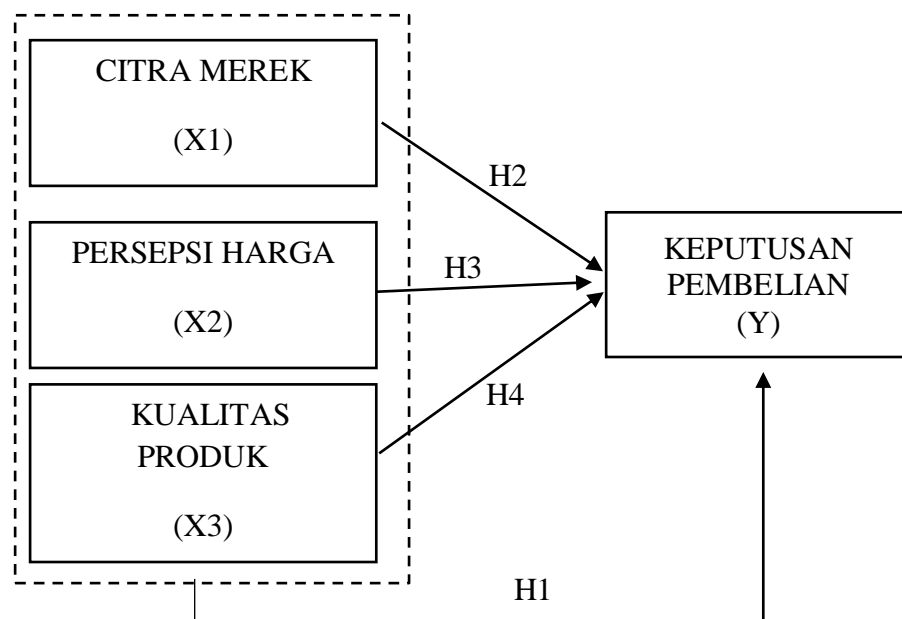 CITRA MEREK
(X1)
H2
PERSEPSI HARGA
(X2)
H3
KEPUTUSAN
PEMBELIAN
(Y)
KUALITAS
PRODUK
(X3)
H4
H1